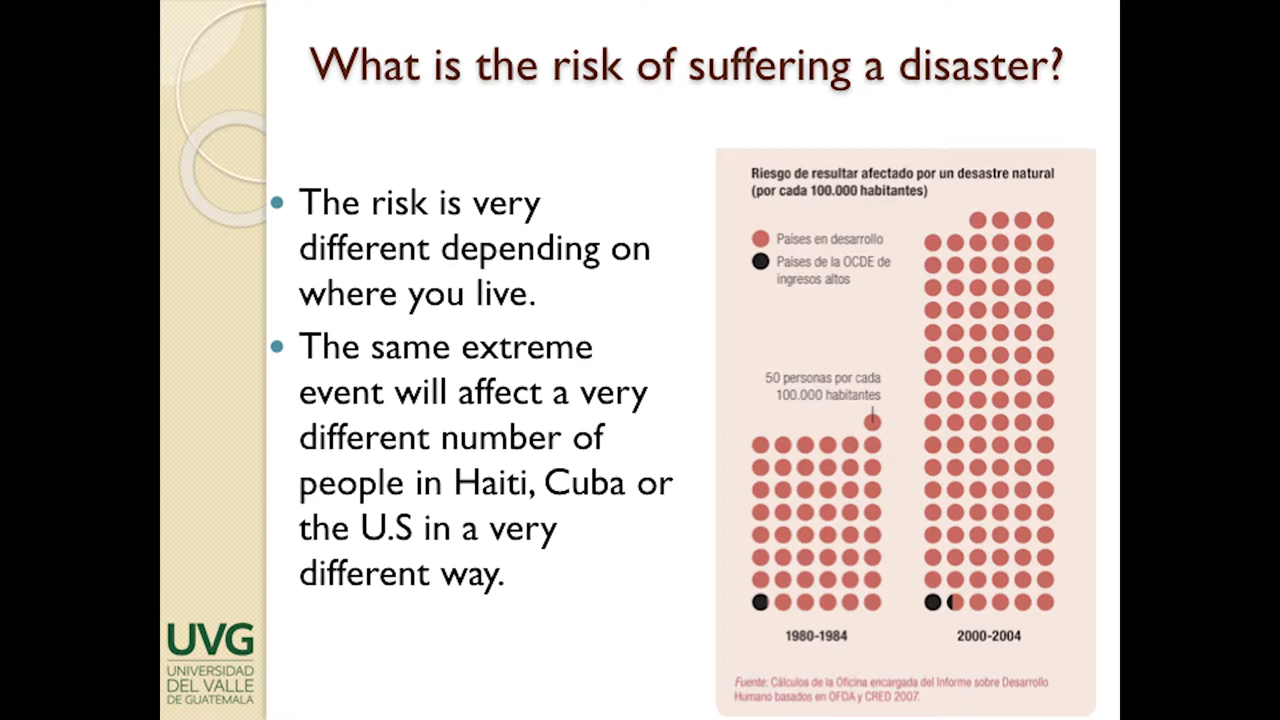 What is the risk of suffering a disaster?
• The risk is very
different depending on
where you live.
• The same extreme
event will affect a very
different number of
people in Haiti, Cuba or
the U.S in a very
different way.
Riesgo de resultar afectado por un desastre natural
(por cada 100.000 habitantes)
Países en desarrollo
Países de la OCDE de
ingresos altos
50 personas por cada
100.000 habitantes
1980-1984
2000-2004
Fuente: Cálculos de la Oficina encargada del Informe sobre Desarrollo
Humano basados en OFDA y CRED 2007.
UVG
UNIVERSIDAD
DEL VALLE
DE GUATEMALA